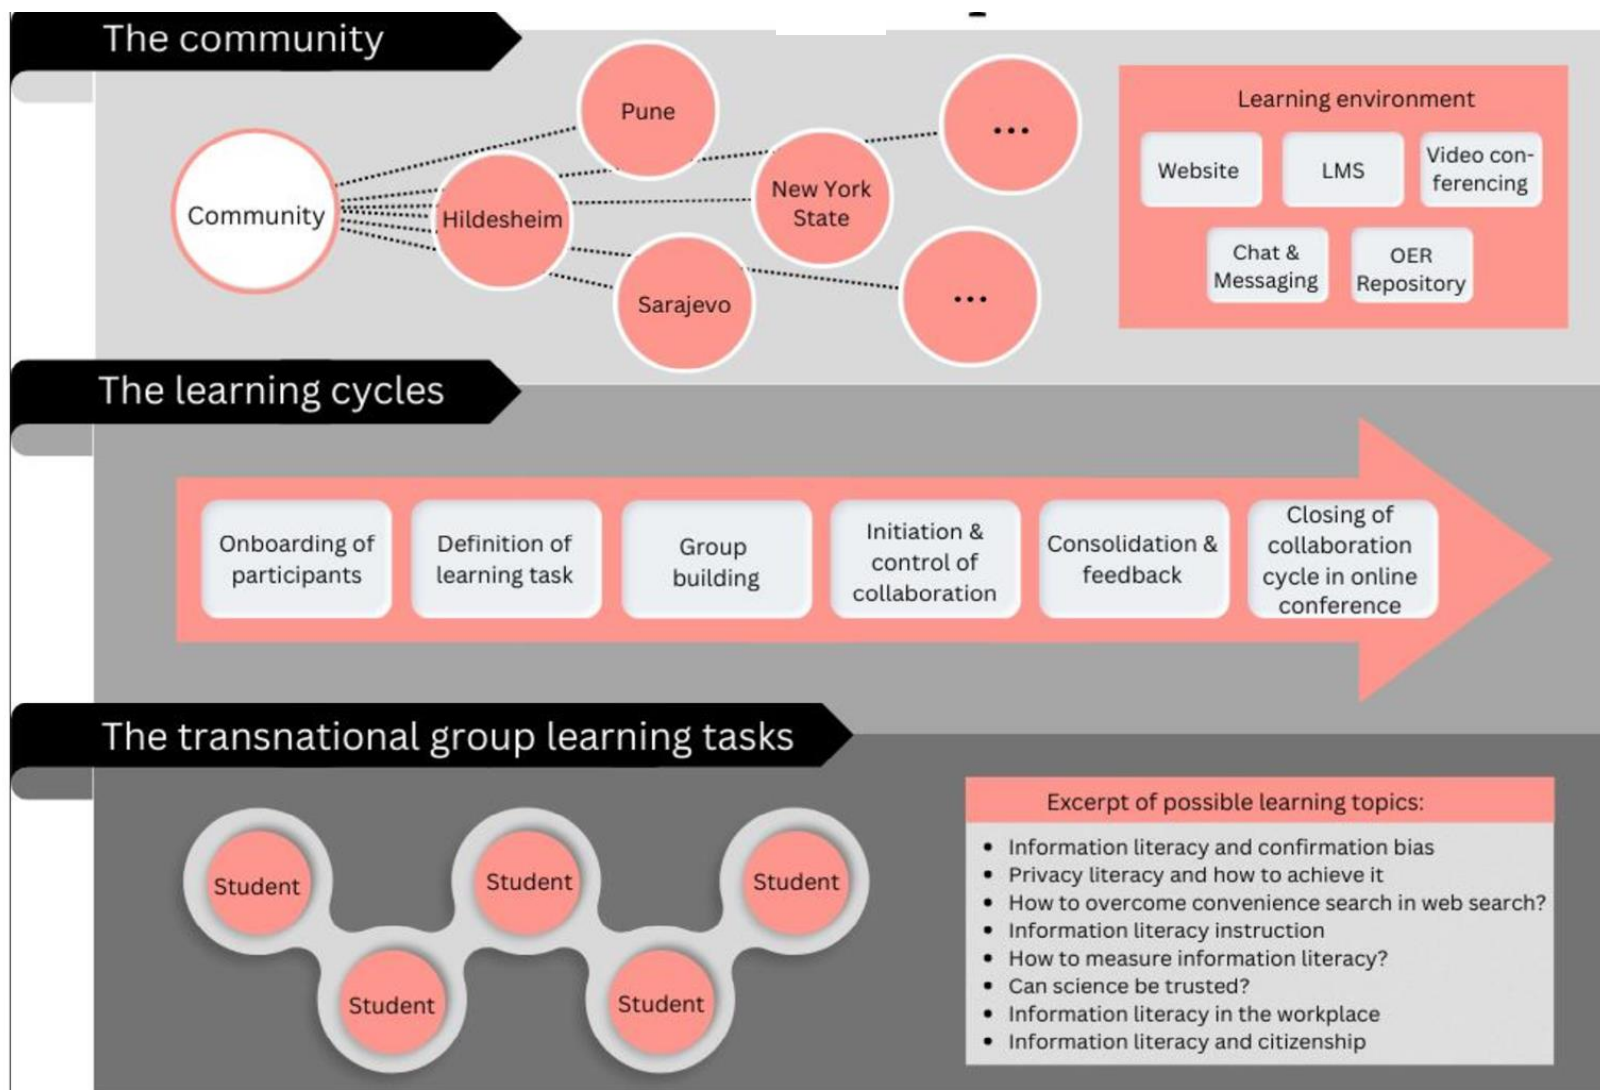 The community
Community
Pune
Hildesheim
New York
State
Sarajevo
...
...
Learning environment
Website
LMS
Video con-
ferencing
Chat &
Messaging
OER
Repository
The learning cycles
Onboarding of
participants
Definition of
learning task
Group
building
Initiation &
control of
collaboration
Consolidation &
feedback
Closing of
collaboration
cycle in online
conference
The transnational group learning tasks
Student
Student
Student
Student
Student
Excerpt of possible learning topics:
• Information literacy and confirmation bias
• Privacy literacy and how to achieve it
• How to overcome convenience search in web search?
• Information literacy instruction
• How to measure information literacy?
• Can science be trusted?
• Information literacy in the workplace
• Information literacy and citizenship